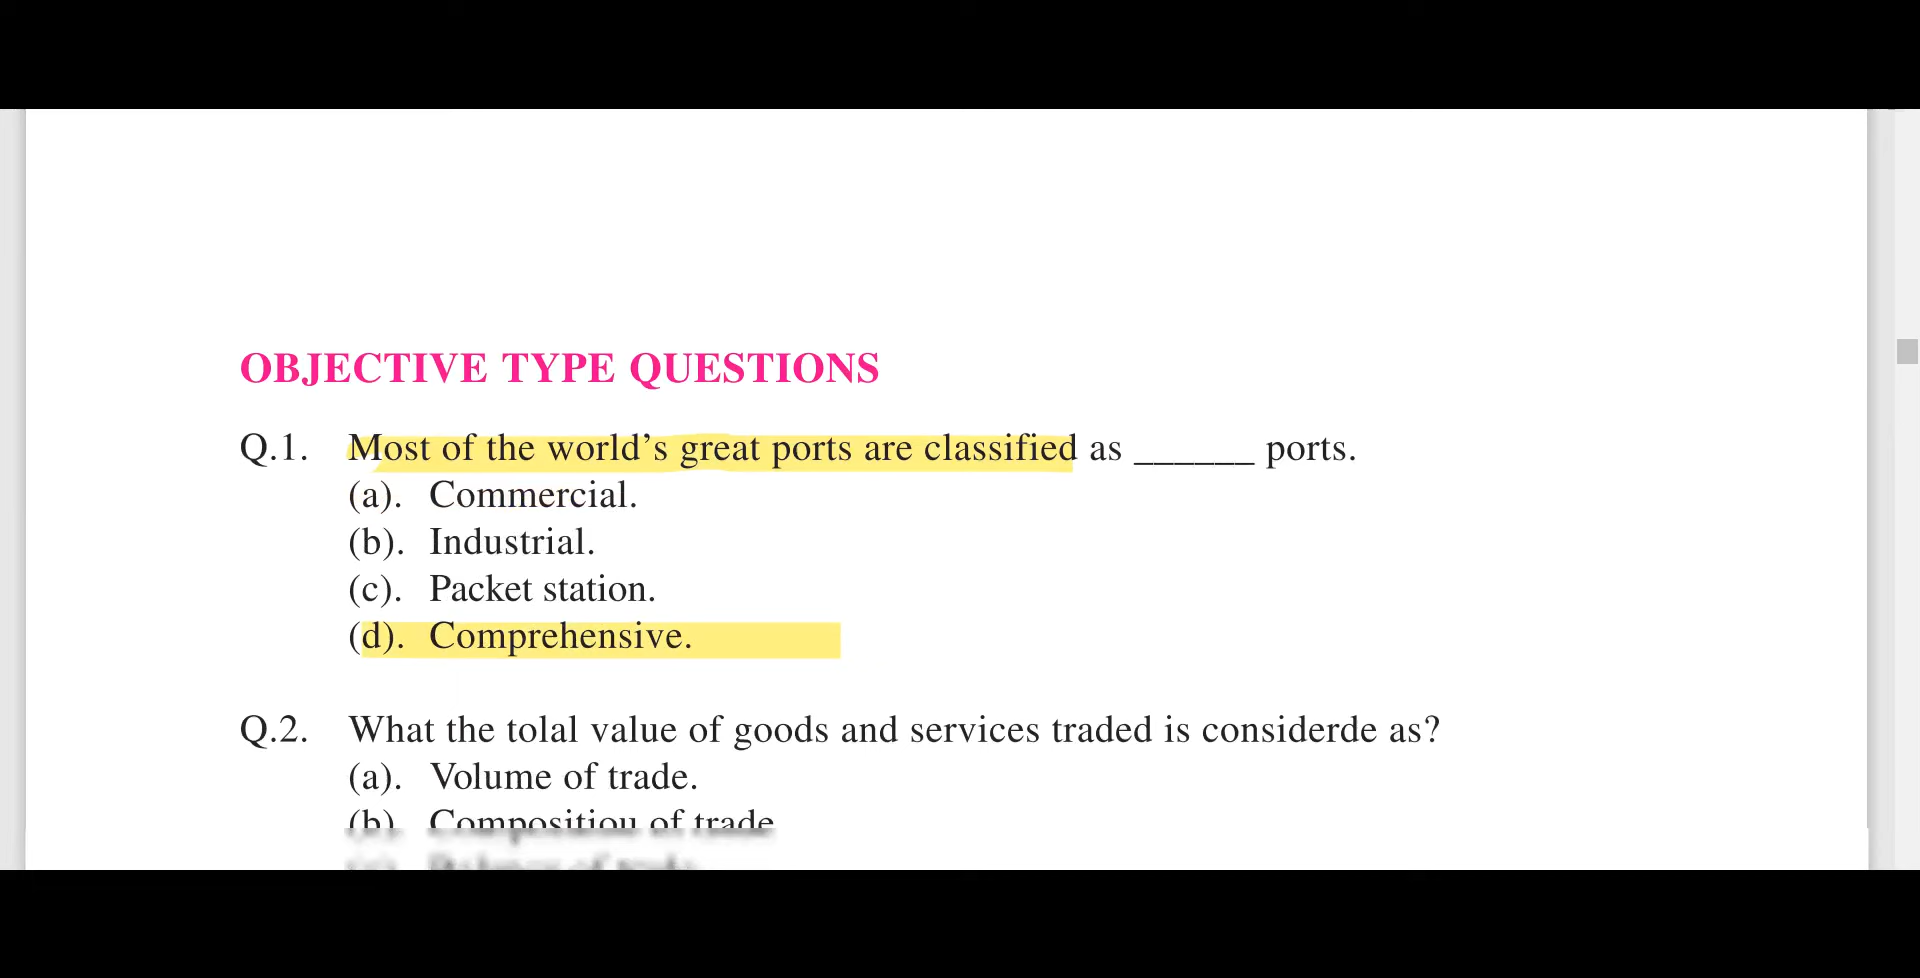 OBJECTIVE TYPE QUESTIONS
Q.1. Most of the world’s great ports are classified as ______ ports.
(a). Commercial.
(b). Industrial.
(c). Packet station.
(d). Comprehensive.
Q.2. What the tolal value of goods and services traded is considerde as?
(a). Volume of trade.
(b) Composition of trade